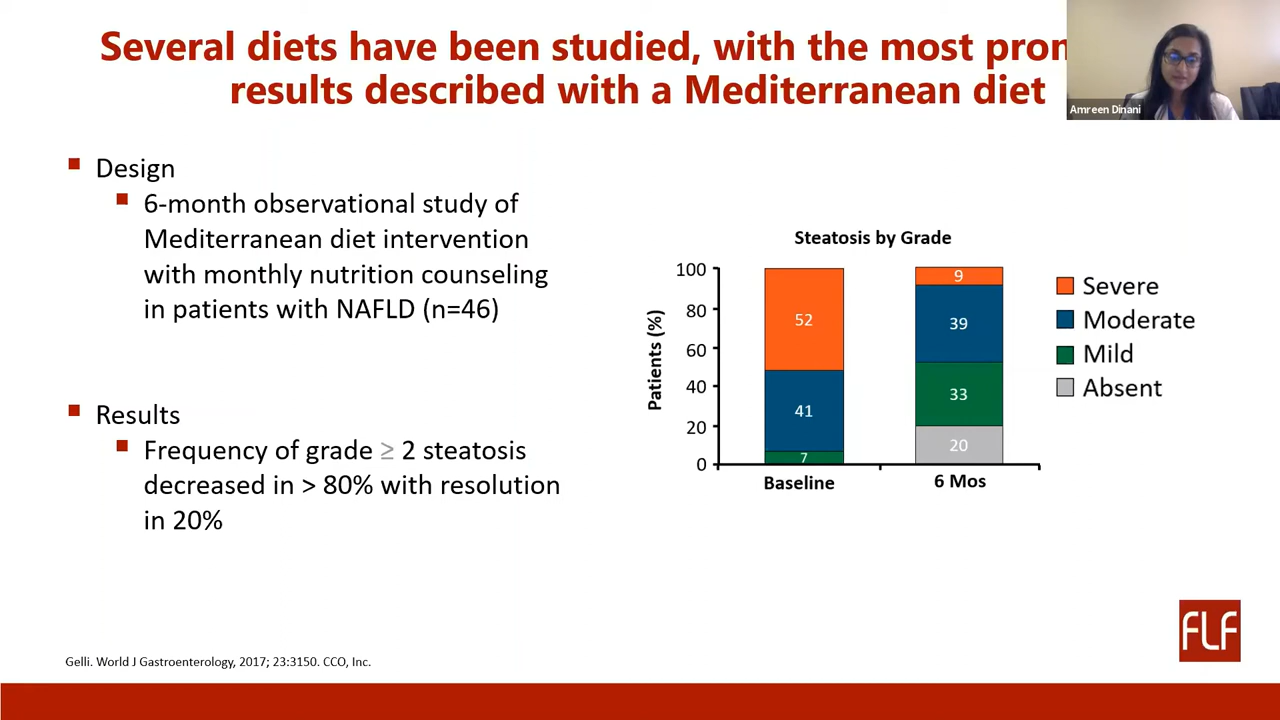 Several diets have been studied, with the most
results described with a Mediterranean diet
Amreen Dinani
Design
6-month observational study of
Mediterranean diet intervention
with monthly nutrition counseling
in patients with NAFLD (n=46)
Results
Frequency of grade ≥ 2 steatosis
decreased in > 80% with resolution
in 20%
Steatosis by Grade
Patients (%)
100
80
60
40
20
0
52
41
7
9
39
33
20
Baseline
6 Mos
Severe
Moderate
Mild
Absent
FLF
Gelli. World J Gastroenterology, 2017; 23:3150. CCO, Inc.